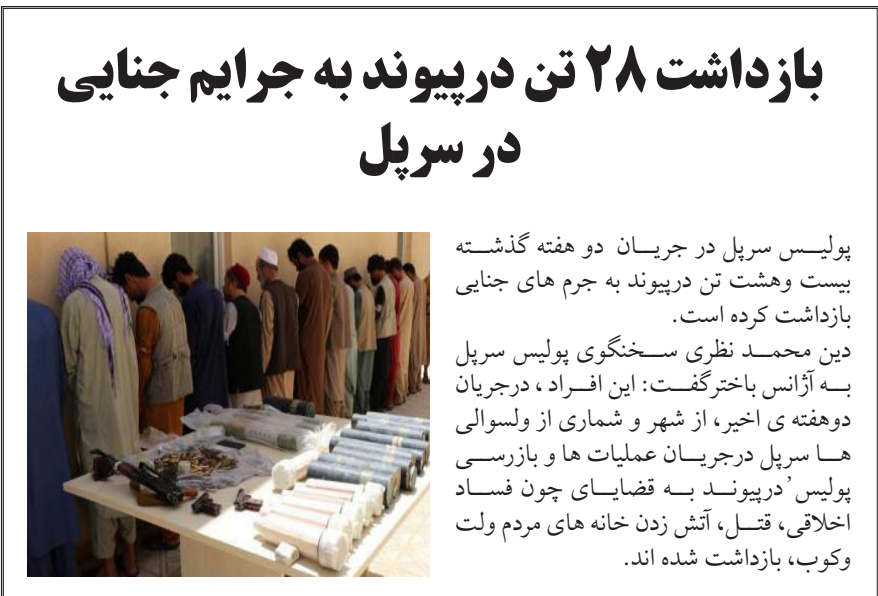 بازداشت ۲۸ تن درپیوند به جرایم جنایی
در سرپل
پولیس سرپل در جریان دو هفته گذشته
بیست وهشت تن درپیوند به جرم های جنایی
بازداشت کرده است.
دین محمد نظری سخنگوی پولیس سرپل
به آژانس باخترگفت: این افراد ، درجریان
دوهفته ی اخیر، از شهر و شماری از ولسوالی
ها سرپل درجریان عملیات ها و بازرسی
پولیس’درپیوند به قضایای چون فساد
اخلاقی، قتل، آتش زدن خانه های مردم ولت
وکوب، بازداشت شده اند.